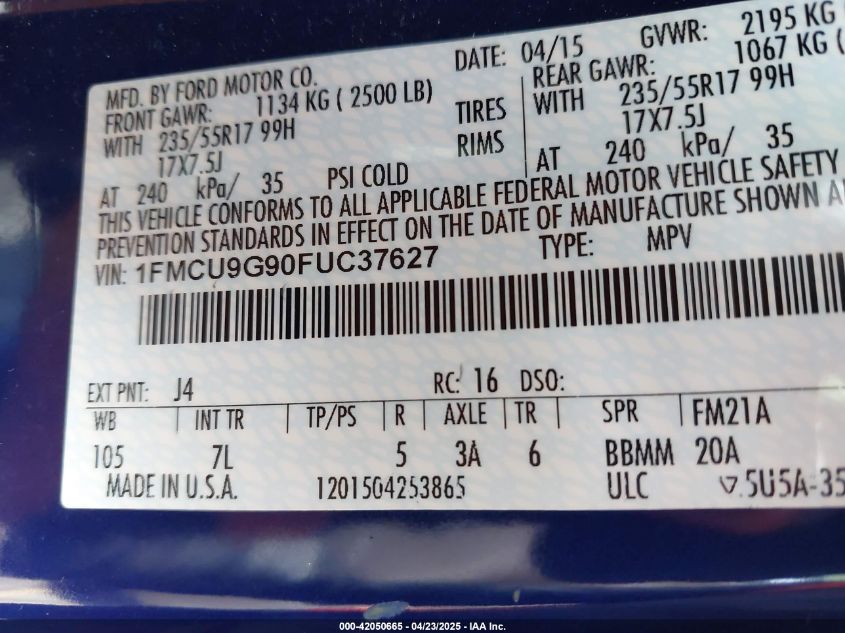 MFD. BY FORD MOTOR CO.
DATE: 04/15
GVWR: 2195 KG
FRONT GAWR: 1134 KG ( 2500 LB)
REAR GAWR: 1067 KG (
WITH 235/55R17 99H
TIRES
WITH 235/55R17 99H
17X7.5J
RIMS
17X7.5J
AT 240 kPa/ 35 PSI COLD
AT 240 kPa/ 35
THIS VEHICLE CONFORMS TO ALL APPLICABLE FEDERAL MOTOR VEHICLE SAFETY
PREVENTION STANDARDS IN EFFECT ON THE DATE OF MANUFACTURE SHOWN
VIN: 1FMCU9G90FUC37627
TYPE: MPV
EXT PNT: J4
RC: 16 DSO:
WB INT TR TP/PS R AXLE TR SPR FM21A
105 7L 5 3A 6 BBMM 20A
MADE IN U.S.A. 1201504253865 ULC 5U5A-35
000-42050665 - 04/23/2025 - IAA Inc.